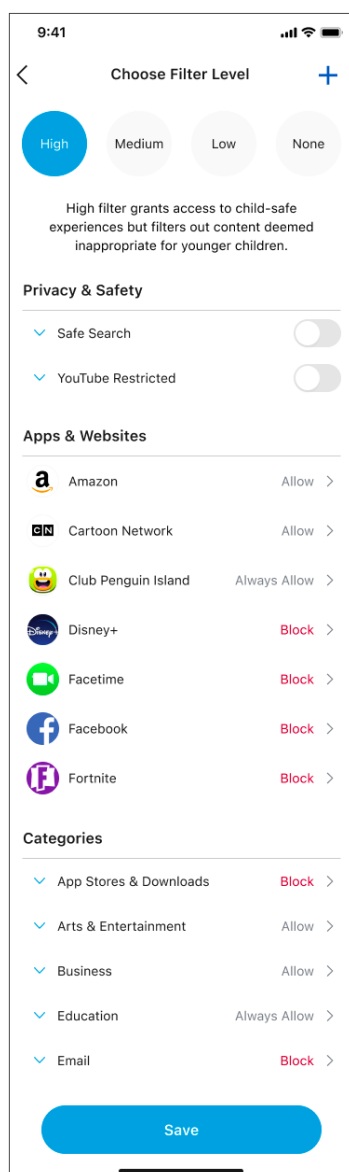 9:41
Choose Filter Level
High
Medium
Low
None
High filter grants access to child-safe
experiences but filters out content deemed
inappropriate for younger children.
Privacy & Safety
Safe Search
YouTube Restricted
Apps & Websites
a
Amazon
Allow
CN
Cartoon Network
Allow
Club Penguin Island
Always Allow
Disney+
Disney+
Block
Facetime
Block
f
Facebook
Block
F
Fortnite
Block
Categories
App Stores & Downloads
Block
Arts & Entertainment
Allow
Business
Allow
Education
Always Allow
Email
Block
Save